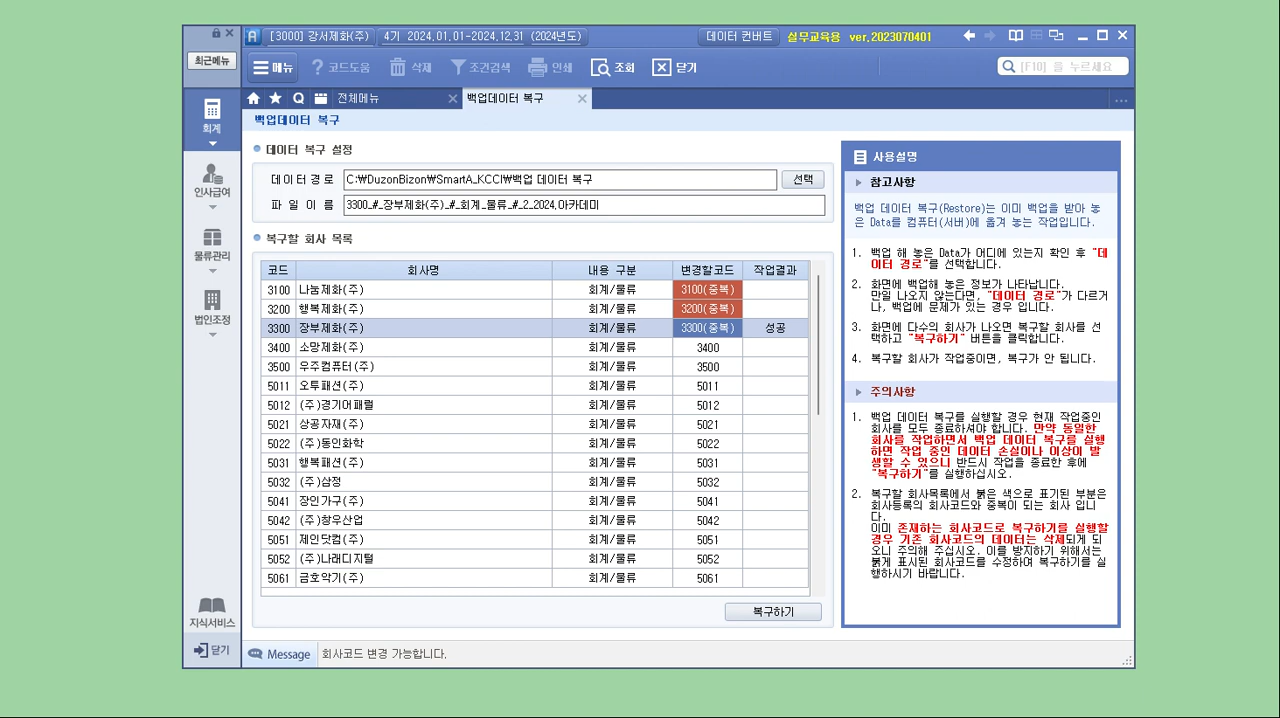 [3000] 강서제화(주)
4기 2024.01.01-2024.12.31 (2024년도)
데이터 컨버트
실무교육용 ver.2023070401
최근메뉴
메뉴
코드도움
삭제
조건검색
인쇄
조회
닫기
[F10] 을 누르세요
전체메뉴
백업데이터 복구
회계
인사급여
물류관리
법인조정
지식서비스
닫기
백업데이터 복구
데이터 복구 설정
데이터경로 C:₩DuzonBizon₩SmartA_KCCI₩백업 데이터 복구 선택
파 일 이 름 3300_#_장부제화(주)_#_회계_물류_#_2_2024.아카데미
복구할 회사 목록
코드 회사명 내용 구분 변경할코드 작업결과
3100 나눔제화(주) 회계/물류 3100(중복)
3200 행복제화(주) 회계/물류 3200(중복)
3300 장부제화(주) 회계/물류 3300(중복) 성공
3400 소망제화(주) 회계/물류 3400
3500 우주컴퓨터(주) 회계/물류 3500
5011 오투패션(주) 회계/물류 5011
5012 (주)경기어패럴 회계/물류 5012
5021 상공자재(주) 회계/물류 5021
5022 (주)동인화학 회계/물류 5022
5031 행복패션(주) 회계/물류 5031
5032 (주)삼정 회계/물류 5032
5041 장인가구(주) 회계/물류 5041
5042 (주)창우산업 회계/물류 5042
5051 제인닷컴(주) 회계/물류 5051
5052 (주)나래디지털 회계/물류 5052
5061 금호악기(주) 회계/물류 5061
복구하기
사용설명
참고사항
백업 데이터 복구(Restore)는 이미 백업을 받아 놓
은 Data를 컴퓨터(서버)에 옮겨 놓는 작업입니다.
1. 백업 해 놓은 Data가 어디에 있는지 확인 후 "데
이터 경로"를 선택합니다.
2. 화면에 백업해 놓은 정보가 나타납니다.
만일 나오지 않는다면, "데이터 경로"가 다르거
나, 백업에 문제가 있는 경우 입니다.
3. 화면에 다수의 회사가 나오면 복구할 회사를 선
택하고 "복구하기" 버튼을 클릭합니다.
4. 복구할 회사가 작업중이면, 복구가 안 됩니다.
주의사항
1. 백업 데이터 복구를 실행할 경우 현재 작업중인
회사를 모두 종료하셔야 합니다. 만약 동일한
회사를 작업하면서 백업 데이터 복구를 실행
하면 작업 중인 데이터 손실이나 이상이 발
생할 수 있으니 반드시 작업을 종료한 후에
"복구하기"를 실행하십시오.
2. 복구할 회사목록에서 붉은 색으로 표기된 부분은
회사등록의 회사코드와 중복이 되는 회사 입니
다.
이미 존재하는 회사코드로 복구하기를 실행할
경우 기존 회사코드의 데이터는 삭제되게 되
오니 주의해 주십시오. 이를 방지하기 위해서는
붉게 표시된 회사코드를 수정하여 복구하기를 실
행하시기 바랍니다.
Message 회사코드 변경 가능합니다.